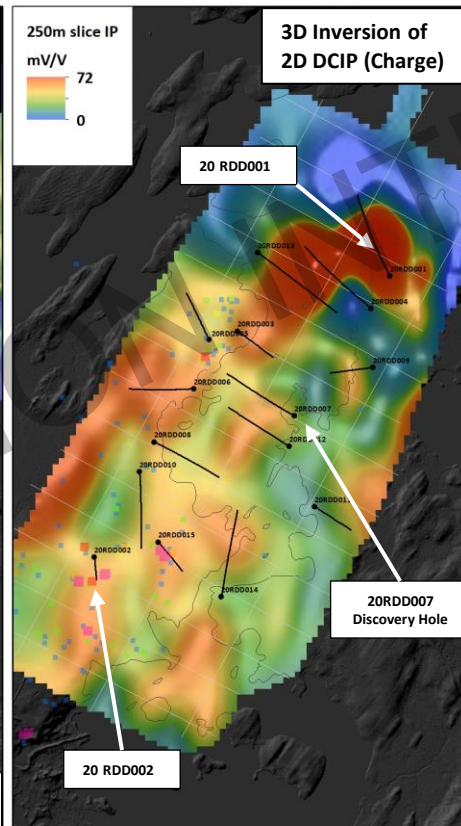 250m slice IP
mV/V
72
0
3D Inversion of
2D DCIP (Charge)
20 RDD001
20RDD013
20RDD001
20RDD004
20RDD003
20RDD009
20RDD006
20RDD007
20RDD008
20RDD010
20RDD002
20RDD015
20RDD014
20RDD007
Discovery Hole
20 RDD002